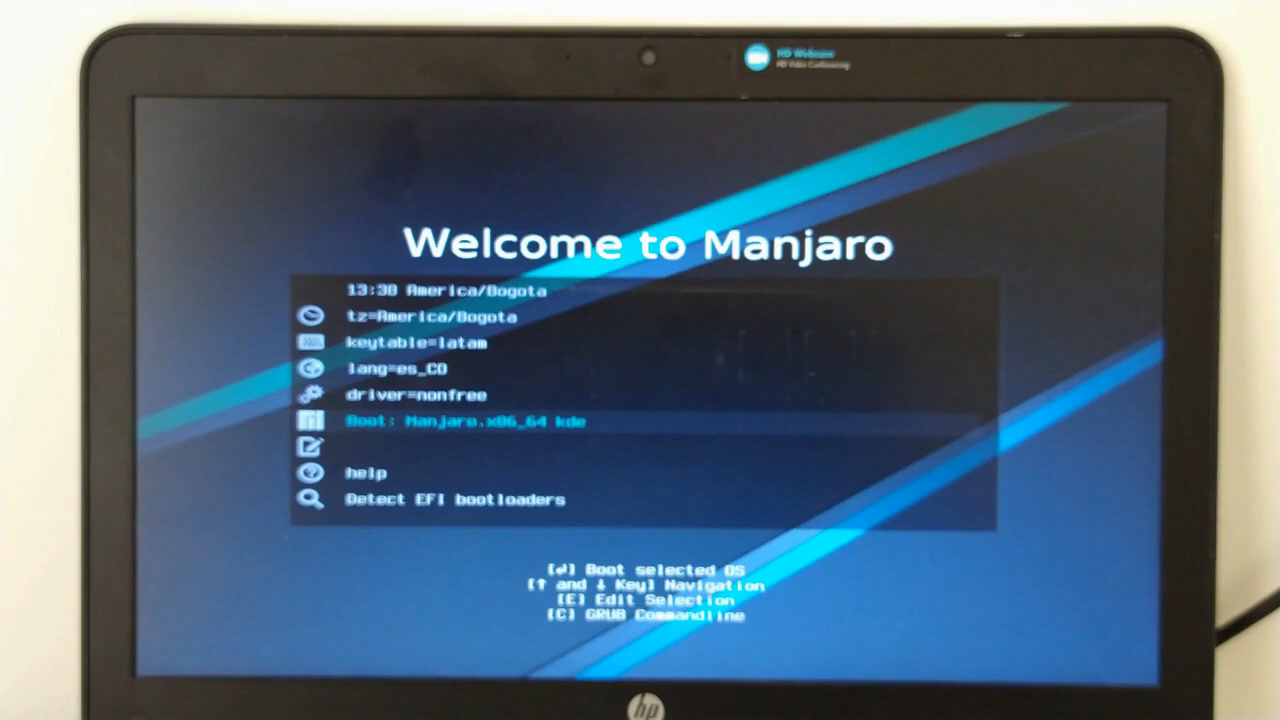 HD Webcam
HD Video Conferencing
Welcome to Manjaro
13:30 America/Bogota
tz=America/Bogota
keytable=latam
lang=es_CO
driver=nonfree
Boot: Manjaro.x86_64 kde
help
Detect EFI bootloaders
[↲] Boot selected OS
[↑ and ↓ Key] Navigation
[E] Edit Selection
[C] GRUB Commandline
hp